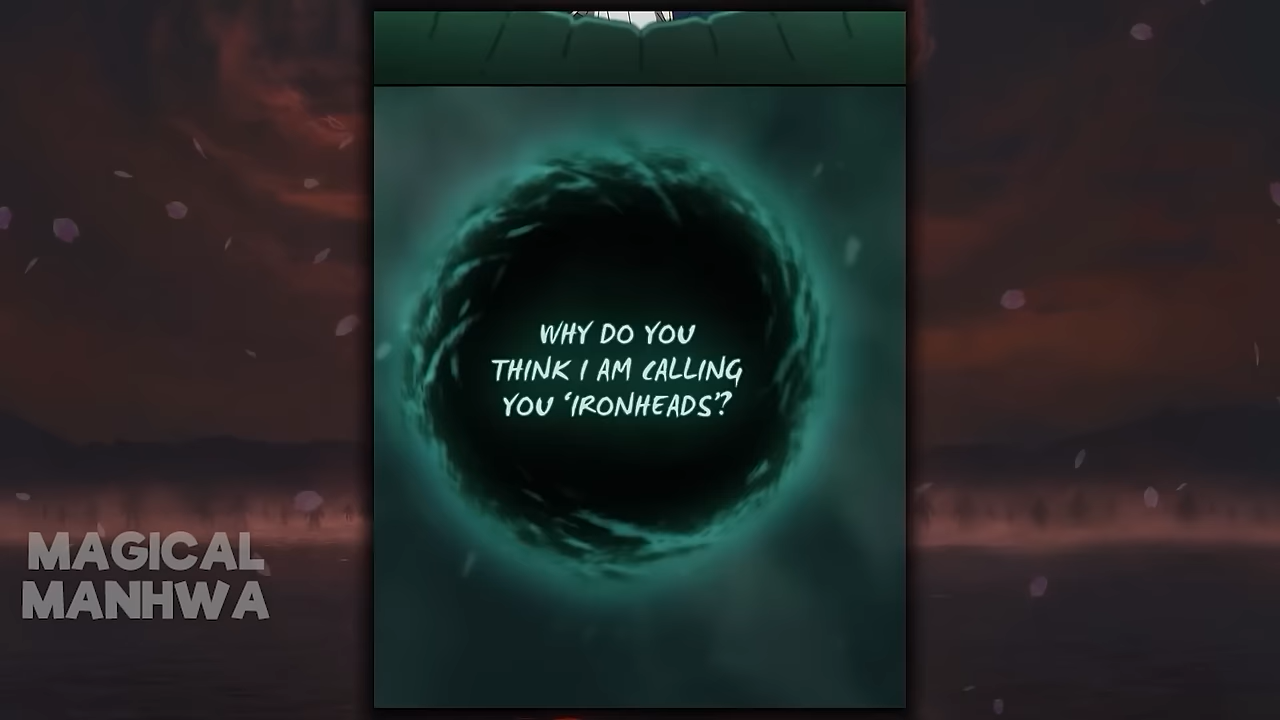 WHY DO YOU
THINK I AM CALLING
YOU ‘IRONHEADS’?
MAGICAL
MANHWA